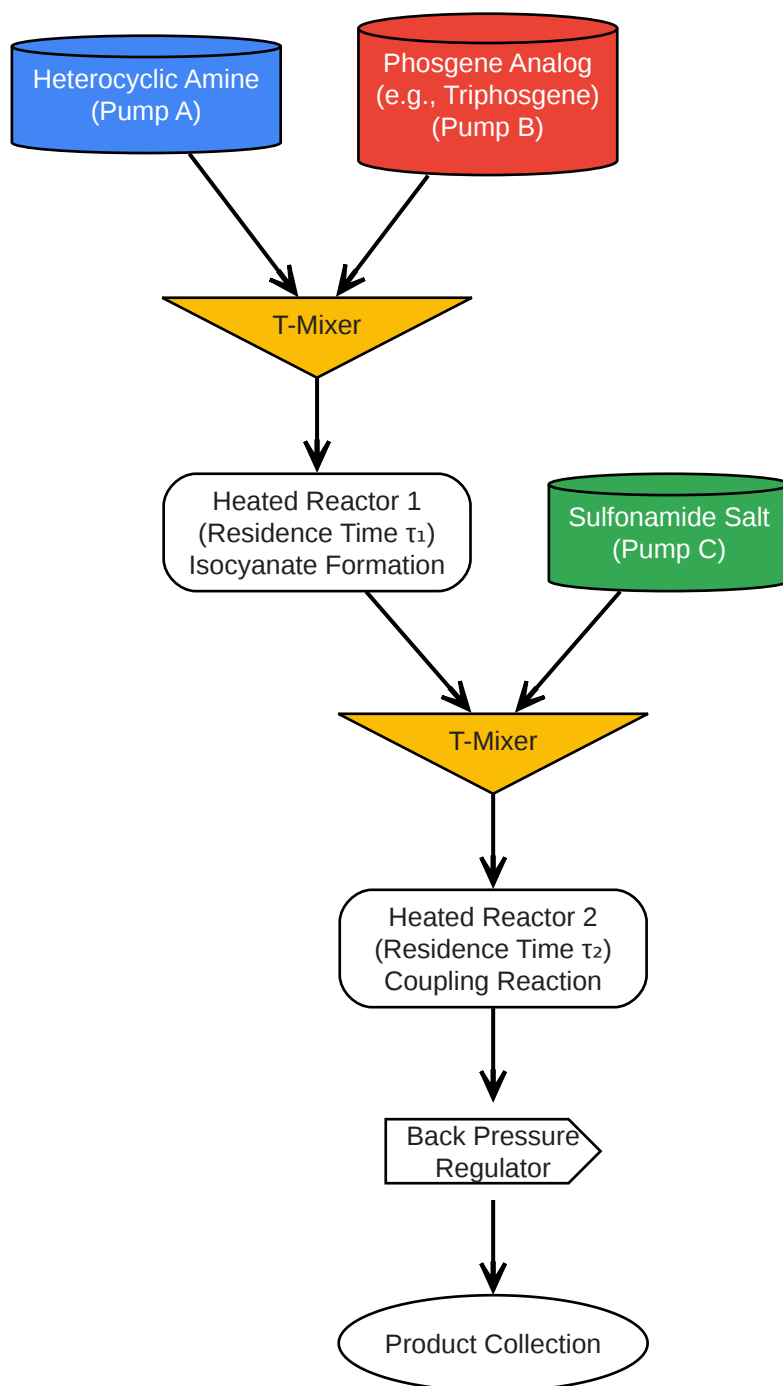 Heterocyclic Amine
(Pump A)
Phosgene Analog
(e.g., Triphosgene)
(Pump B)
T-Mixer
Heated Reactor 1
(Residence Time τ₁)
Isocyanate Formation
Sulfonamide Salt
(Pump C)
T-Mixer
Heated Reactor 2
(Residence Time τ₂)
Coupling Reaction
Back Pressure
Regulator
Product Collection